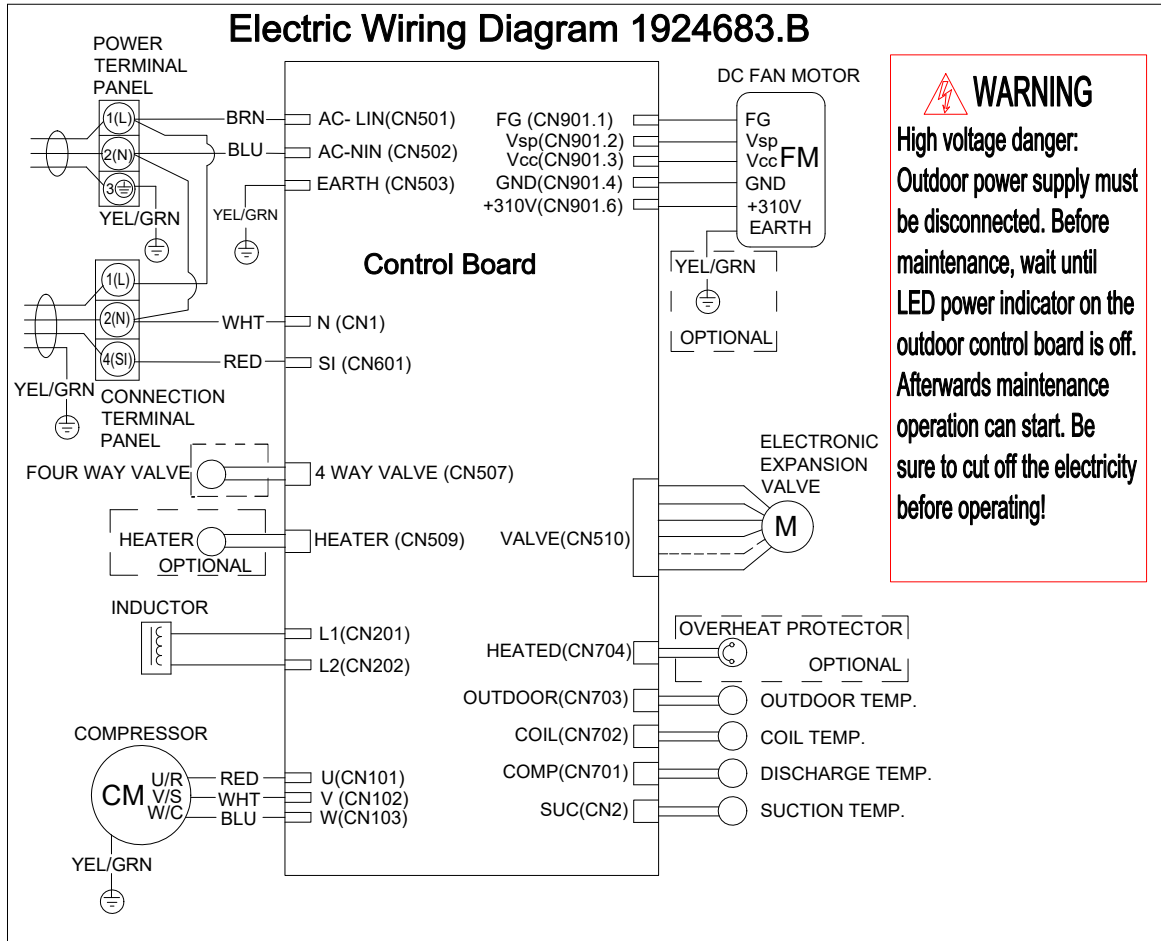 Electric Wiring Diagram 1924683.B
POWER
TERMINAL
PANEL
1(L)
2(N)
3
YEL/GRN
BRN
BLU
YEL/GRN
AC- LIN(CN501)
AC-NIN (CN502)
EARTH (CN503)
1(L)
2(N)
4(SI)
WHT
RED
N (CN1)
SI (CN601)
YEL/GRN
CONNECTION
TERMINAL
PANEL
FOUR WAY VALVE
4 WAY VALVE (CN507)
HEATER
OPTIONAL
HEATER (CN509)
INDUCTOR
L1(CN201)
L2(CN202)
COMPRESSOR
CM
U/R
V/S
W/C
RED
WHT
BLU
U(CN101)
V (CN102)
W(CN103)
YEL/GRN
Control Board
DC FAN MOTOR
FG (CN901.1)
Vsp(CN901.2)
Vcc(CN901.3)
GND(CN901.4)
+310V(CN901.6)
FG
Vsp
Vcc
FM
GND
+310V
EARTH
YEL/GRN
OPTIONAL
ELECTRONIC
EXPANSION
VALVE
VALVE(CN510)
M
HEATED(CN704)
OVERHEAT PROTECTOR
OPTIONAL
OUTDOOR(CN703)
OUTDOOR TEMP.
COIL(CN702)
COIL TEMP.
COMP(CN701)
DISCHARGE TEMP.
SUC(CN2)
SUCTION TEMP.
WARNING
High voltage danger:
Outdoor power supply must
be disconnected. Before
maintenance, wait until
LED power indicator on the
outdoor control board is off.
Afterwards maintenance
operation can start. Be
sure to cut off the electricity
before operating!